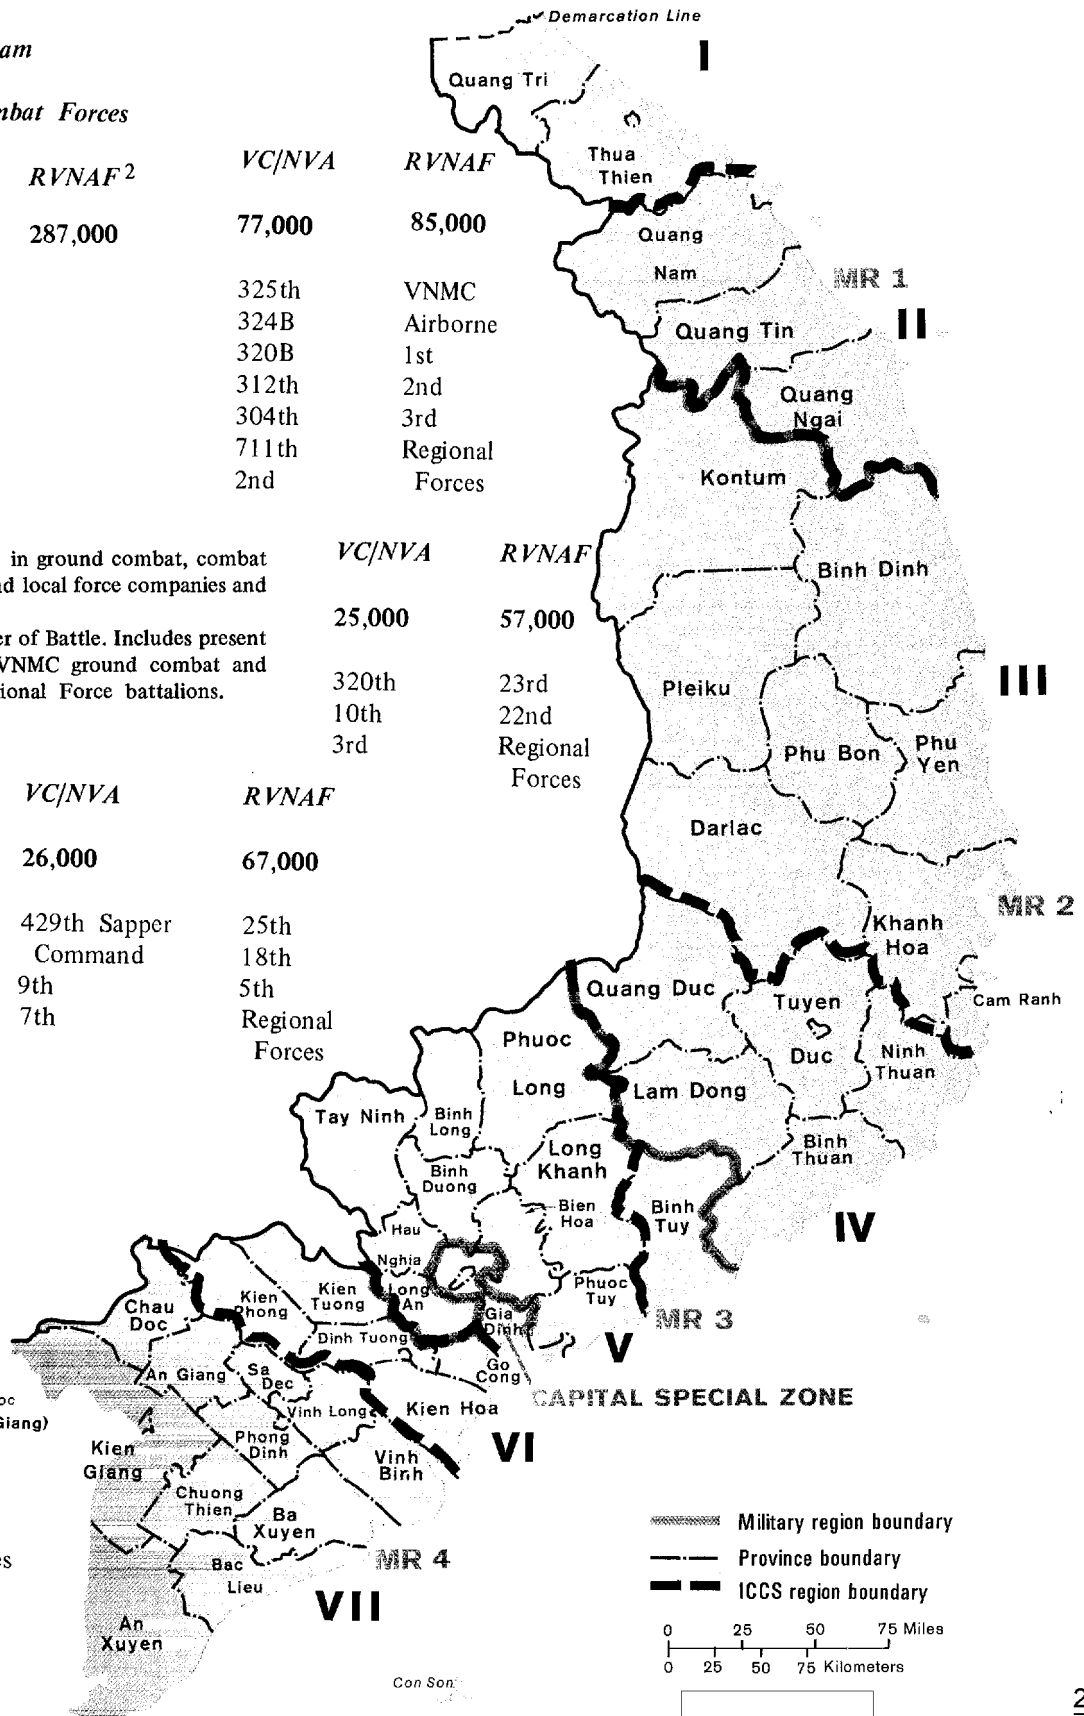 Demarcation Line
am
I
Quang Tri
mbat Forces
Thua
Thien
VC/NVA RVNAF
RVNAF 2
77,000 85,000
287,000
325th VNMC
324B Airborne
320B 1st
312th 2nd
304th 3rd
711th Regional
2nd Forces
Quang
Nam
MR 1
Quang Tin
II
Quang
Ngai
Kontum
in ground combat, combat
nd local force companies and
er of Battle. Includes present
VNMC ground combat and
ional Force battalions.
VC/NVA RVNAF
25,000 57,000
320th 23rd
10th 22nd
3rd Regional
Forces
Binh Dinh
III
Pleiku
Phu Bon
Phu
Yen
VC/NVA RVNAF
26,000 67,000
429th Sapper 25th
Command 18th
9th 5th
7th Regional
Forces
Darlac
MR 2
Khanh
Hoa
Cam Ranh
Quang Duc
Tuyen
Duc
Ninh
Thuan
Phuoc
Long
Lam Dong
Tay Ninh
Binh
Long
Long
Khanh
Binh
Thuan
Binh
Duong
Bien
Hoa
Binh
Tuy
IV
Hau
Nghia
Phuoc
Tuy
MR 3
Long
An
Gia
Dinh
V
Kien
Tuong
Kien
Phong
Chau
Doc
Dinh Tuong
Go
Cong
CAPITAL SPECIAL ZONE
An Giang
Sa
Dec
oc
Giang)
Vinh Long
Kien Hoa
VI
Kien
Giang
Phong
Dinh
Vinh
Binh
Chuong
Thien
Ba
Xuyen
MR 4
es
Bac
Lieu
VII
An
Xuyen
Con Son
Military region boundary
Province boundary
ICCS region boundary
0 25 50 75 Miles
0 25 50 75 Kilometers
2